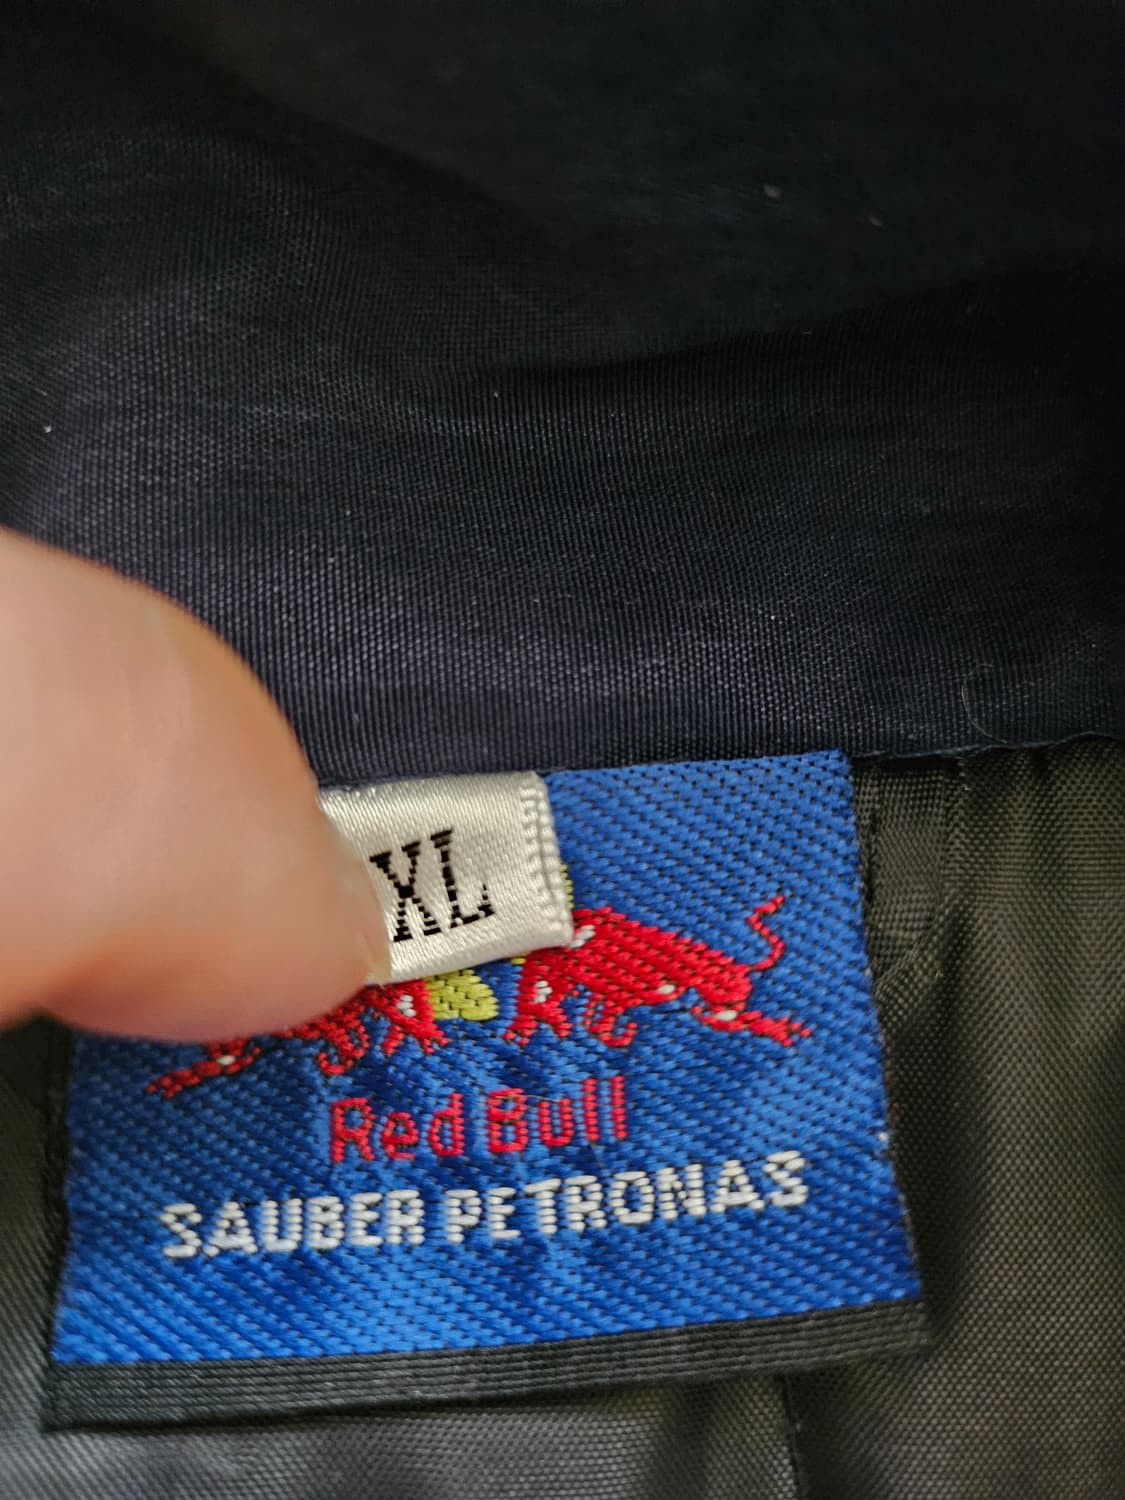 XL
Red Bull
SAUBER PETRONAS